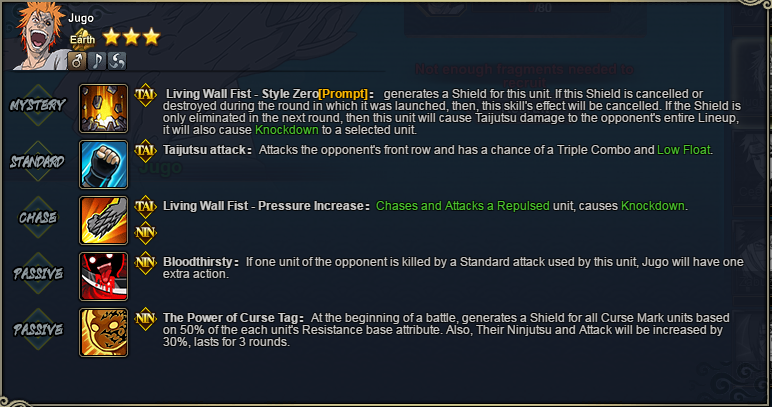 Jugo
Earth
/80
Not enough fragments needed to
MYSTERY
TAI
Living Wall Fist - Style Zero[Prompt]: generates a Shield for this unit. If this Shield is cancelled or
destroyed during the round in which it was launched, then, this skill's effect will be cancelled. If the Shield is
only eliminated in the next round, then this unit will cause Taijutsu damage to the opponent's entire Lineup,
it will also cause Knockdown to a selected unit.
STANDARD
TAI
Taijutsu attack: Attacks the opponent's front row and has a chance of a Triple Combo and Low Float.
Jugo
CHASE
TAI
NIN
Living Wall Fist - Pressure Increase: Chases and Attacks a Repulsed unit, causes Knockdown.
PASSIVE
NIN
Bloodthirsty: If one unit of the opponent is killed by a Standard attack used by this unit, Jugo will have one
extra action.
PASSIVE
NIN
The Power of Curse Tag: At the beginning of a battle, generates a Shield for all Curse Mark units based
on 50% of the each unit's Resistance base attribute. Also, Their Ninjutsu and Attack will be increased by
30%, lasts for 3 rounds.